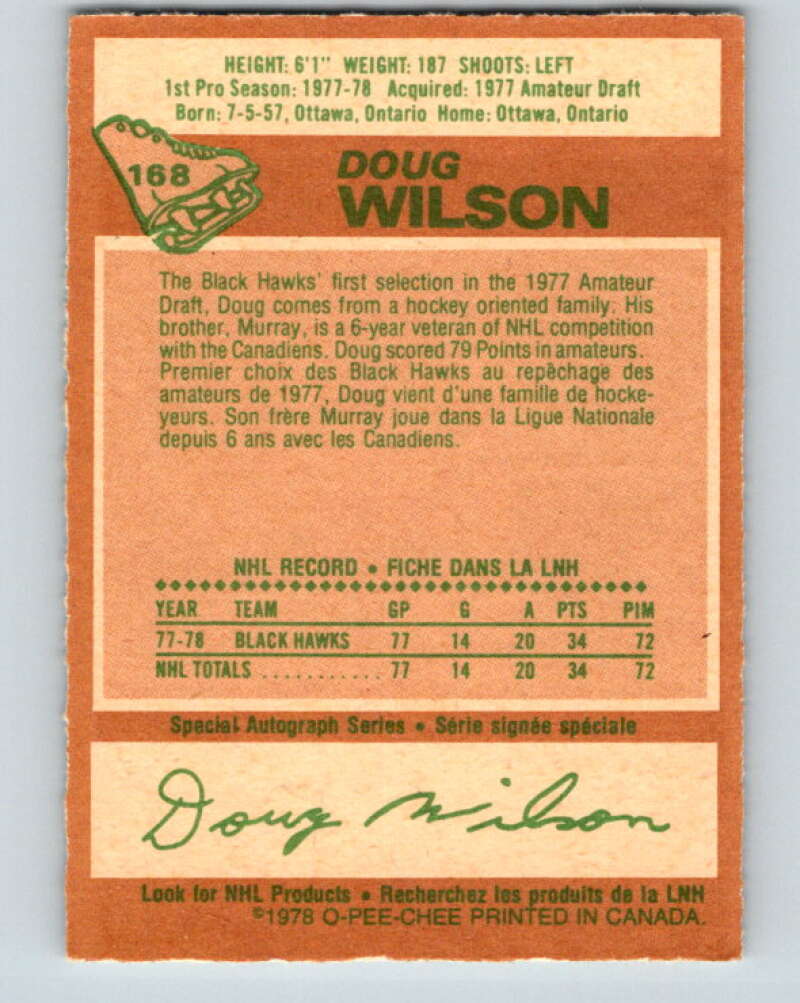 HEIGHT: 6'1" WEIGHT: 187 SHOOTS: LEFT
1st Pro Season: 1977-78 Acquired: 1977 Amateur Draft
Born: 7-5-57, Ottawa, Ontario Home: Ottawa, Ontario
168
DOUG
WILSON
The Black Hawks' first selection in the 1977 Amateur
Draft, Doug comes from a hockey oriented family. His
brother, Murray, is a 6-year veteran of NHL competition
with the Canadiens. Doug scored 79 Points in amateurs.
Premier choix des Black Hawks au repêchage des
amateurs de 1977, Doug vient d'une famille de hocke-
yeurs. Son frère Murray joue dans la Ligue Nationale
depuis 6 ans avec les Canadiens.
NHL RECORD • FICHE DANS LA LNH
YEAR TEAM GP G A PTS PIM
77-78 BLACK HAWKS 77 14 20 34 72
NHL TOTALS ........... 77 14 20 34 72
Special Autograph Series • Série signée spéciale
Doug Wilson
Look for NHL Products • Recherchez les produits de la LNH
©1978 O-PEE-CHEE PRINTED IN CANADA.